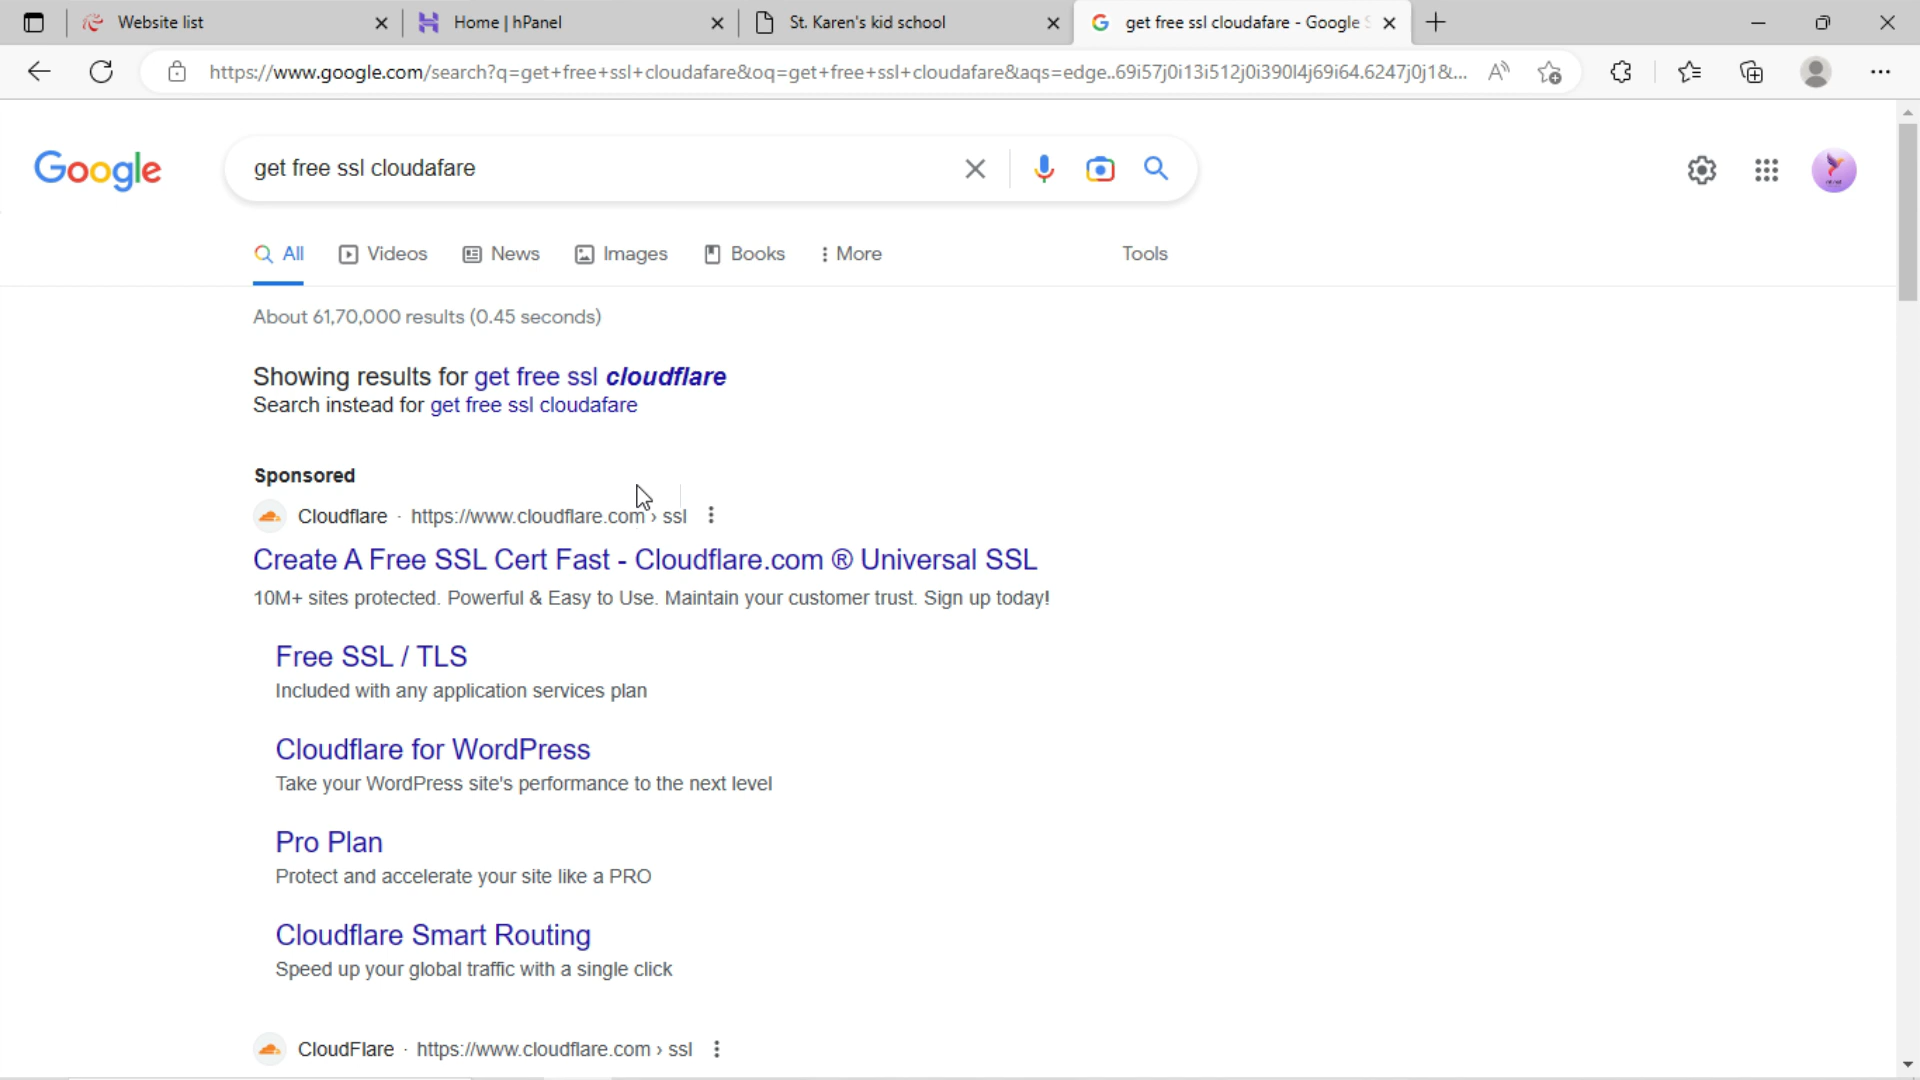 Website list
Home | hPanel
St. Karen's kid school
get free ssl cloudafare - Google
https://www.google.com/search?q=get+free+ssl+cloudafare&oq=get+free+ssl+cloudafare&aqs=edge..69i57j0i13i512j0i390l4j69i64.6247j0j1&...
Google
get free ssl cloudafare
All
Videos
News
Images
Books
More
Tools
About 61,70,000 results (0.45 seconds)
Showing results for get free ssl cloudflare
Search instead for get free ssl cloudafare
Sponsored
Cloudflare · https://www.cloudflare.com › ssl
Create A Free SSL Cert Fast - Cloudflare.com ® Universal SSL
10M+ sites protected. Powerful & Easy to Use. Maintain your customer trust. Sign up today!
Free SSL / TLS
Included with any application services plan
Cloudflare for WordPress
Take your WordPress site's performance to the next level
Pro Plan
Protect and accelerate your site like a PRO
Cloudflare Smart Routing
Speed up your global traffic with a single click
CloudFlare · https://www.cloudflare.com › ssl